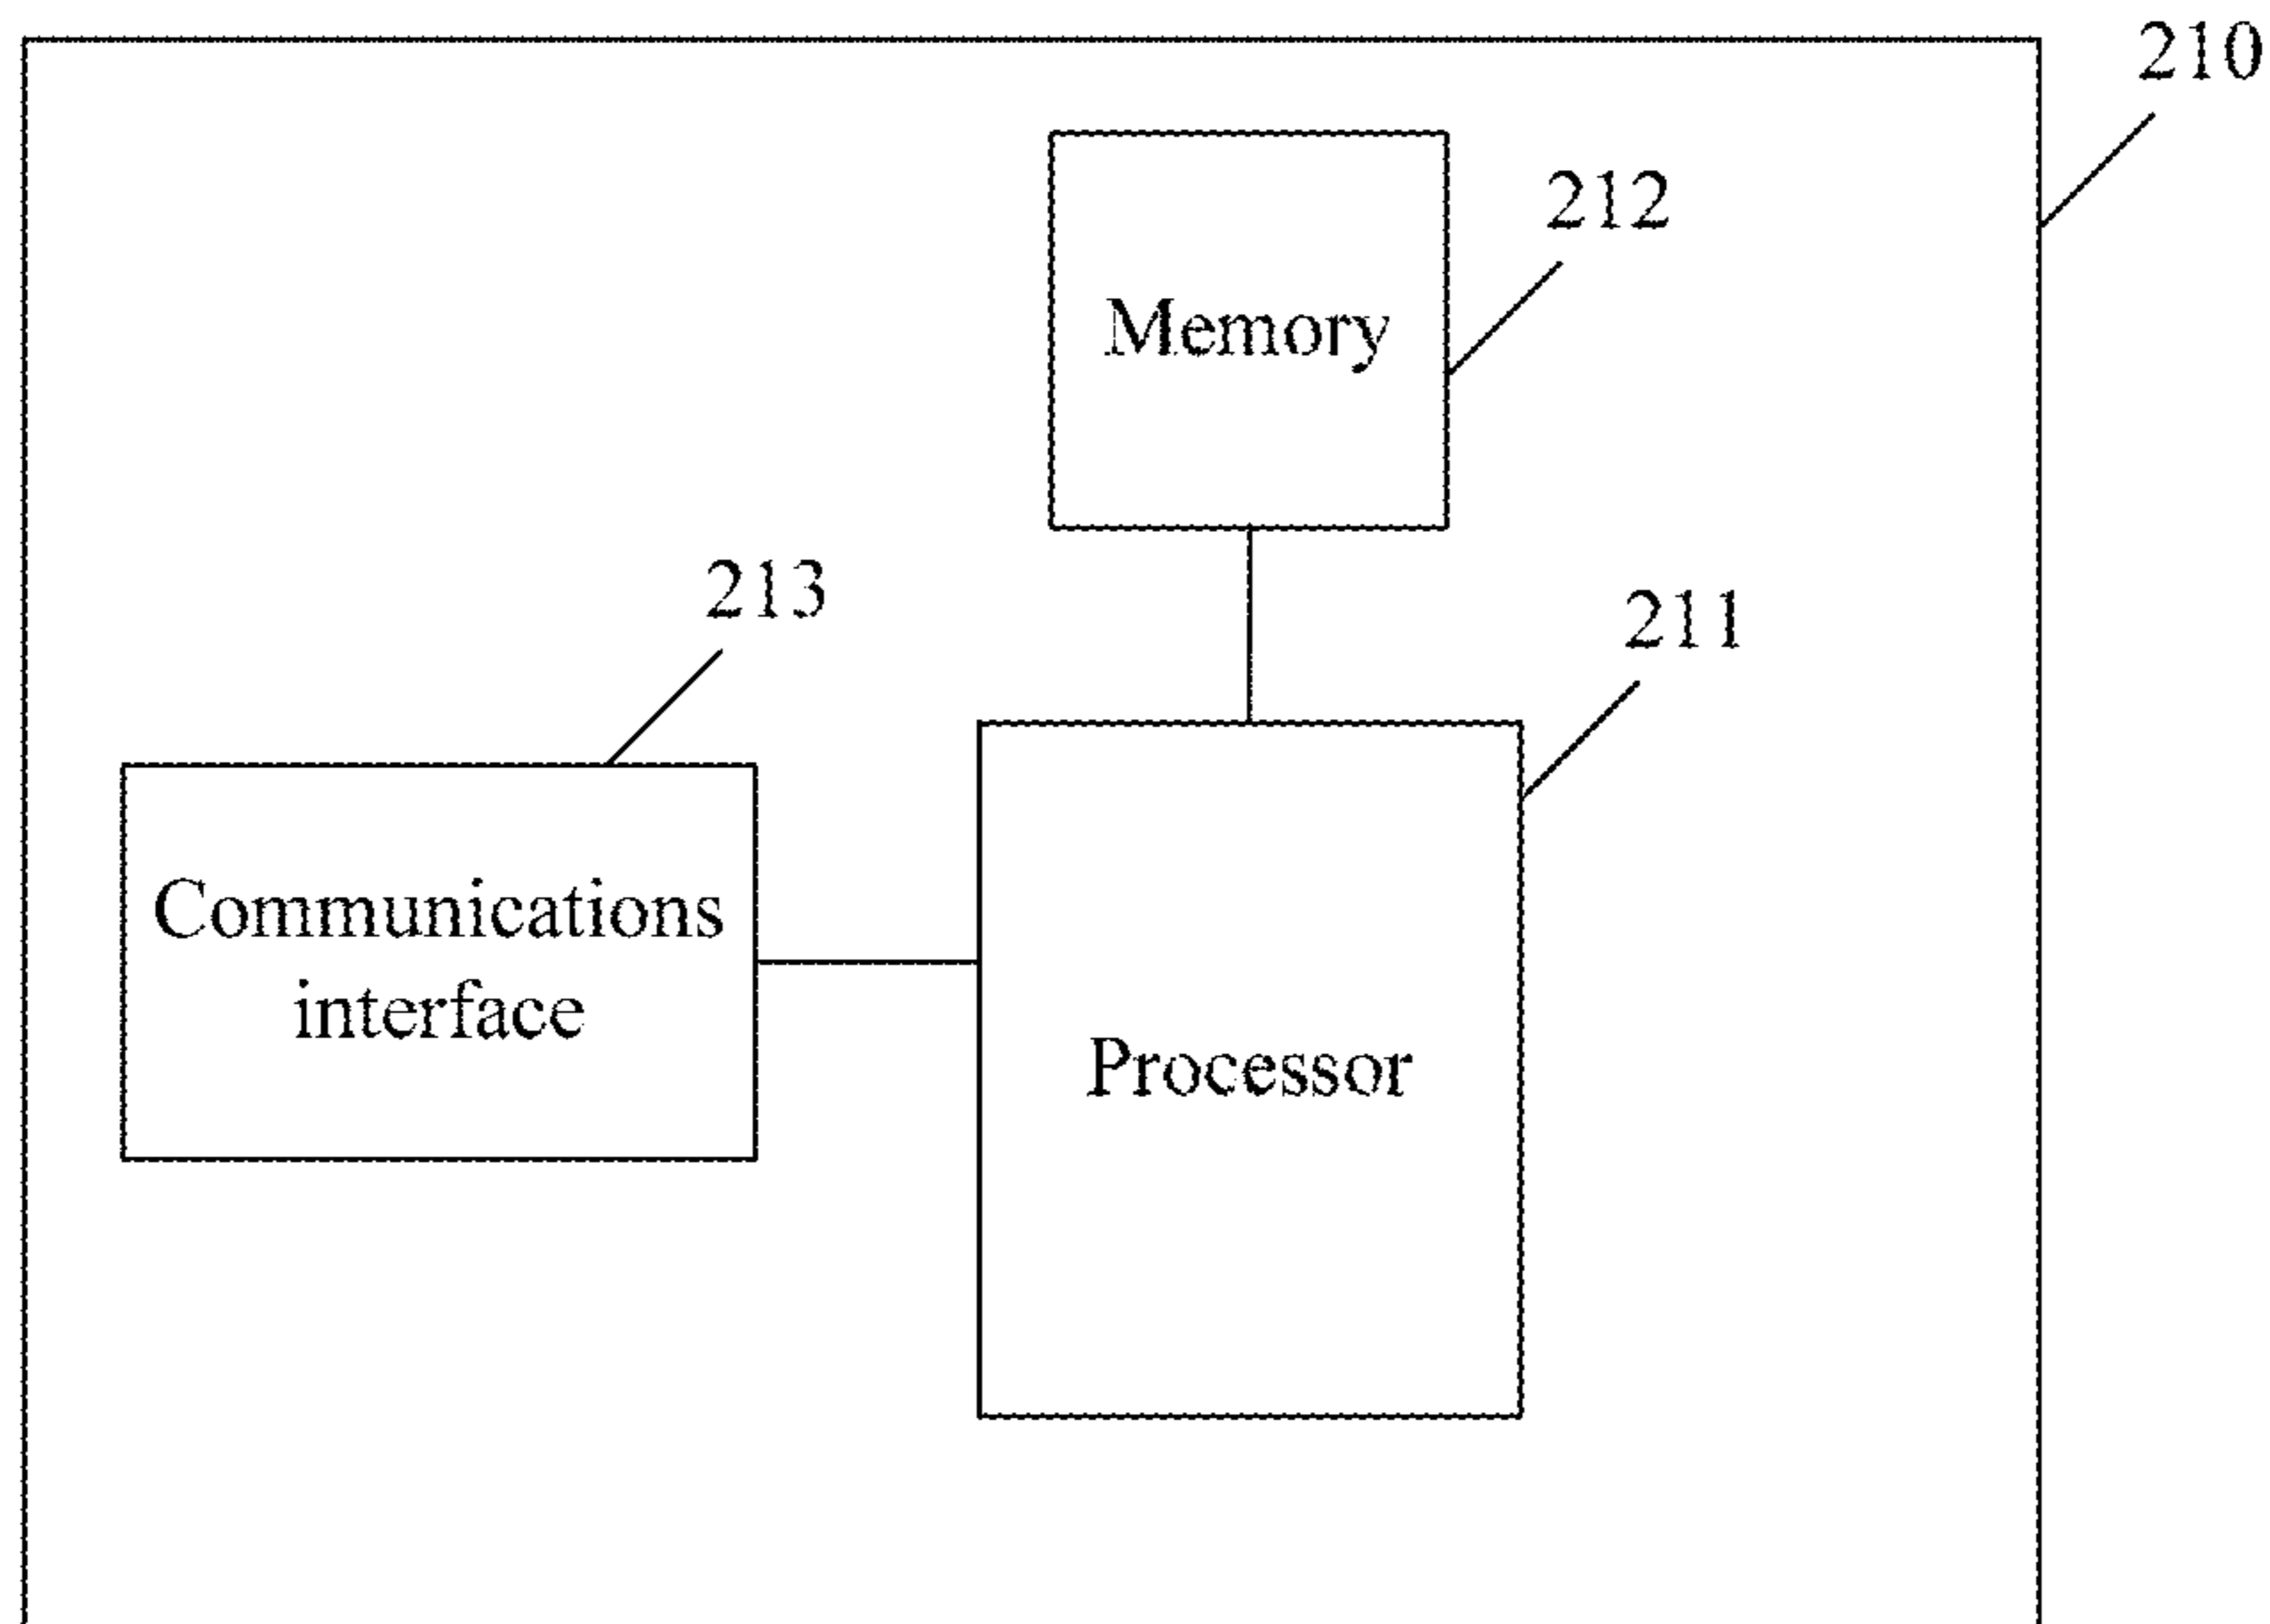 210
212
Memory
213
211
Communications
interface
Processor